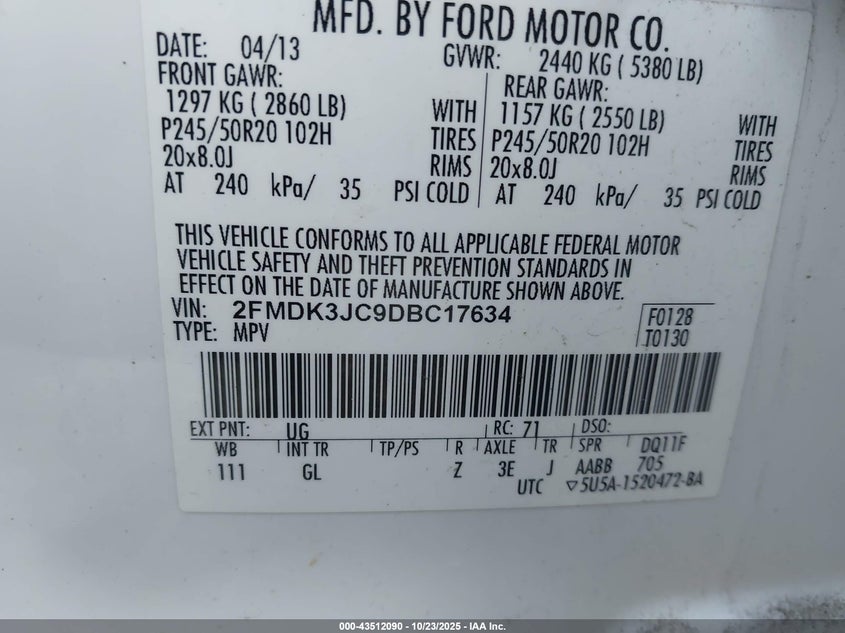 MFD. BY FORD MOTOR CO.
DATE: 04/13 GVWR: 2440 KG ( 5380 LB)
FRONT GAWR: REAR GAWR:
1297 KG ( 2860 LB) WITH 1157 KG ( 2550 LB) WITH
P245/50R20 102H TIRES P245/50R20 102H TIRES
20x8.0J RIMS 20x8.0J RIMS
AT 240 kPa/ 35 PSI COLD AT 240 kPa/ 35 PSI COLD
THIS VEHICLE CONFORMS TO ALL APPLICABLE FEDERAL MOTOR
VEHICLE SAFETY AND THEFT PREVENTION STANDARDS IN
EFFECT ON THE DATE OF MANUFACTURE SHOWN ABOVE.
VIN: 2FMDK3JC9DBC17634 F0128
TYPE: MPV T0130
EXT PNT: UG RC: 71 DSO:
WB INT TR TP/PS R AXLE TR SPR DQ11F
111 GL Z 3E J AABB 705
UTC ▽5U5A-1520472-BA
000-43512090 - 10/23/2025 - IAA Inc.